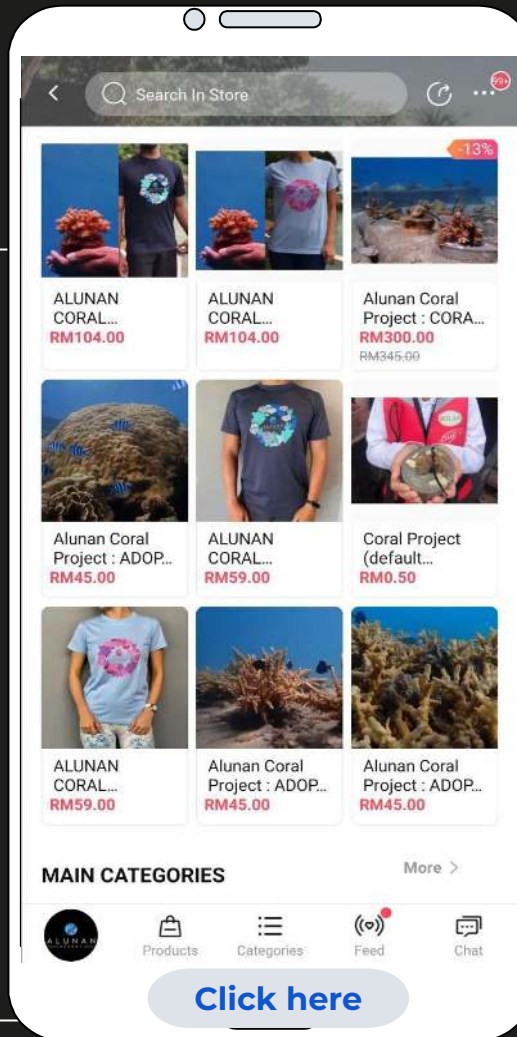 Search In Store
99+
-13%
ALUNAN
CORAL...
RM104.00
ALUNAN
CORAL...
RM104.00
Alunan Coral
Project : CORA...
RM300.00
RM345.00
Alunan Coral
Project : ADOP...
RM45.00
ALUNAN
CORAL...
RM59.00
Coral Project
(default...
RM0.50
ALUNAN
CORAL...
RM59.00
Alunan Coral
Project : ADOP...
RM45.00
Alunan Coral
Project : ADOP...
RM45.00
MAIN CATEGORIES
More >
ALUNAN
Products
Categories
Feed
Chat
Click here